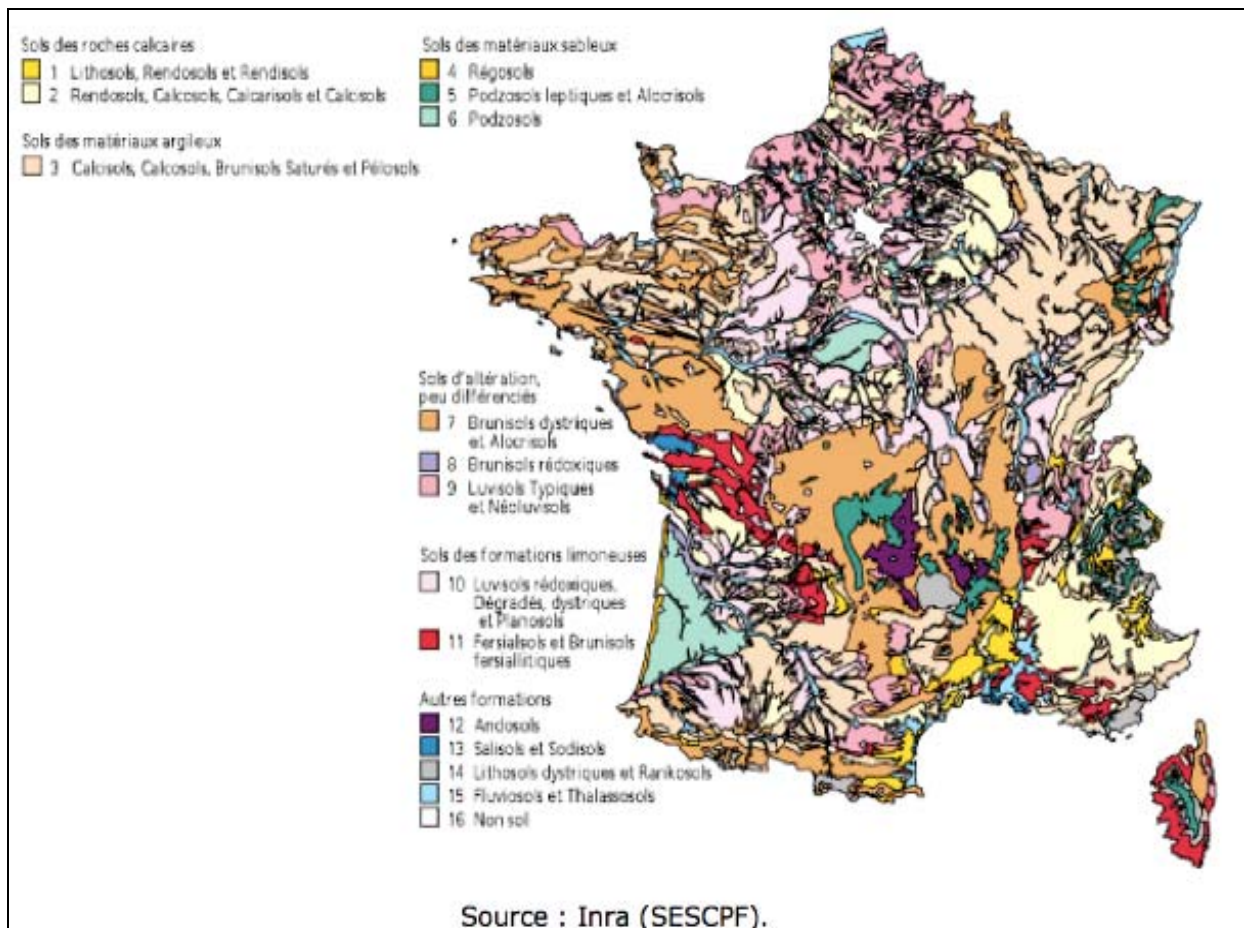 Sols des roches calcaires
1 Lithosols, Rendosols et Rendisols
2 Rendosols, Calcosols, Calcarisols et Calcisols
Sols des matériaux argileux
3 Calcisols, Calcosols, Brunisols Saturés et Pélosols
Sols des matériaux sableux
4 Régosols
5 Podzosols leptiques et Alocrisols
6 Podzosols
Sols d'altération,
peu différenciés
7 Brunisols dystriques
et Alocrisols
8 Brunisols rédoxiques
9 Luvisols Typiques
et Néoluvisols
Sols des formations limoneuses
10 Luvisols rédoxiques,
Dégradés, dystriques
et Planosols
11 Fersialsols et Brunisols
fersiallitiques
Autres formations
12 Andosols
13 Salisols et Sodisols
14 Lithosols dystriques et Rankosols
15 Fluviosols et Thalassosols
16 Non sol
Source : Inra (SESCPF).